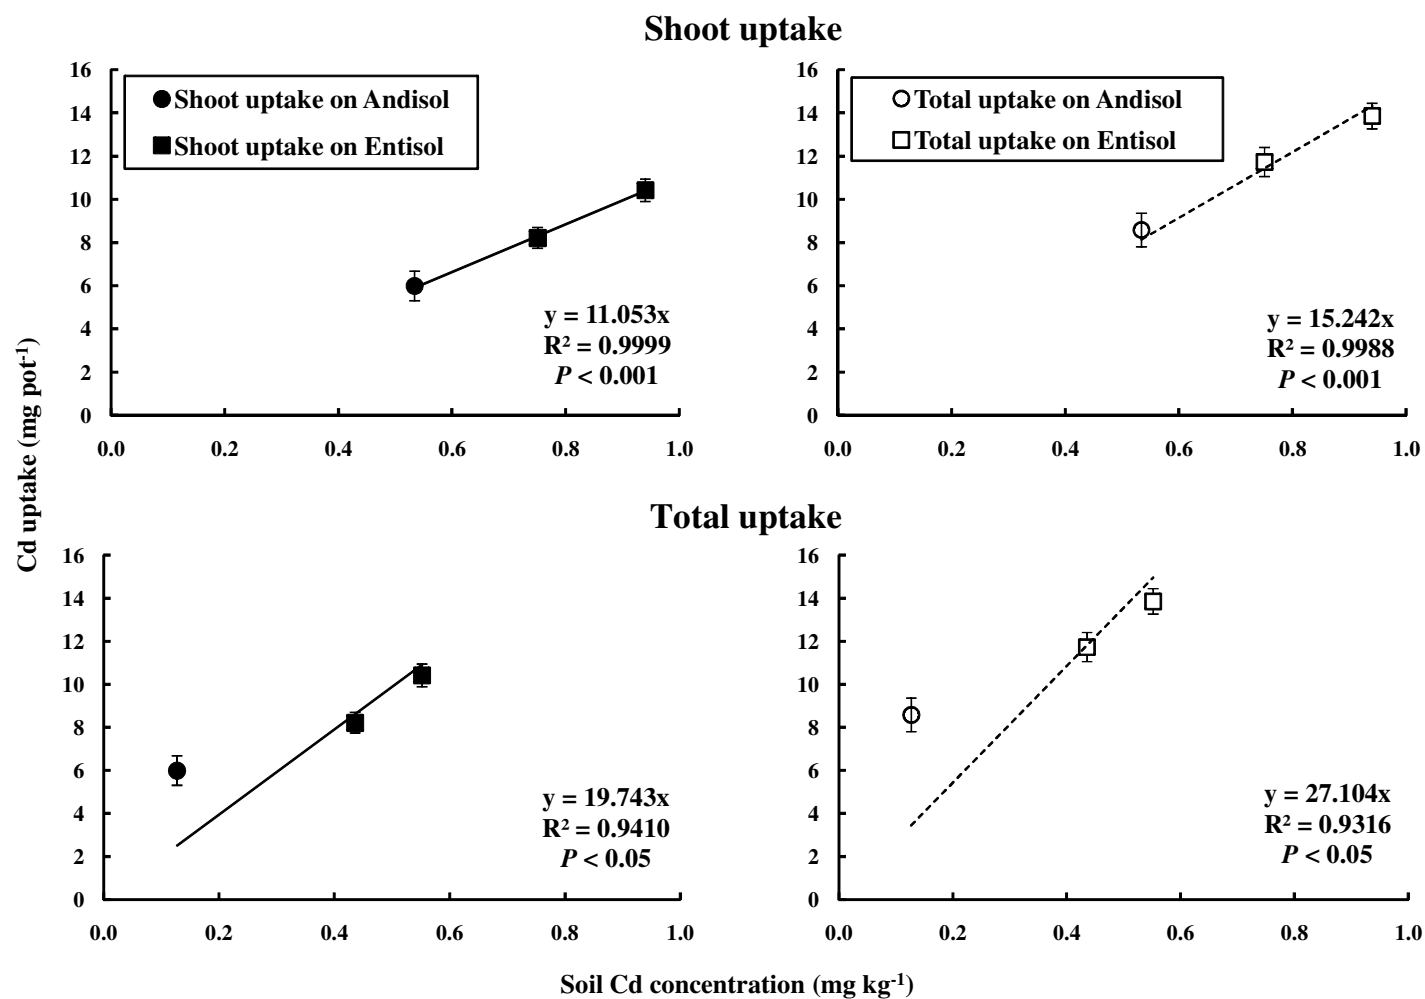 Shoot uptake
16
14
12
10
8
6
4
2
0
0.0 0.2 0.4 0.6 0.8 1.0
Shoot uptake on Andisol
Shoot uptake on Entisol
y = 11.053x
R² = 0.9999
P < 0.001
16
14
12
10
8
6
4
2
0
0.0 0.2 0.4 0.6 0.8 1.0
Total uptake on Andisol
Total uptake on Entisol
y = 15.242x
R² = 0.9988
P < 0.001
Cd uptake (mg pot⁻¹)
Total uptake
16
14
12
10
8
6
4
2
0
0.0 0.2 0.4 0.6 0.8 1.0
y = 19.743x
R² = 0.9410
P < 0.05
16
14
12
10
8
6
4
2
0
0.0 0.2 0.4 0.6 0.8 1.0
y = 27.104x
R² = 0.9316
P < 0.05
Soil Cd concentration (mg kg⁻¹)